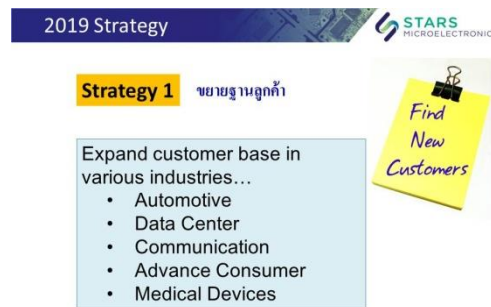 2019 Strategy
STARS
MICROELECTRONIC
Strategy 1 ขยายฐานลูกค้า
Find
New
Customers
Expand customer base in
various industries…
• Automotive
• Data Center
• Communication
• Advance Consumer
• Medical Devices